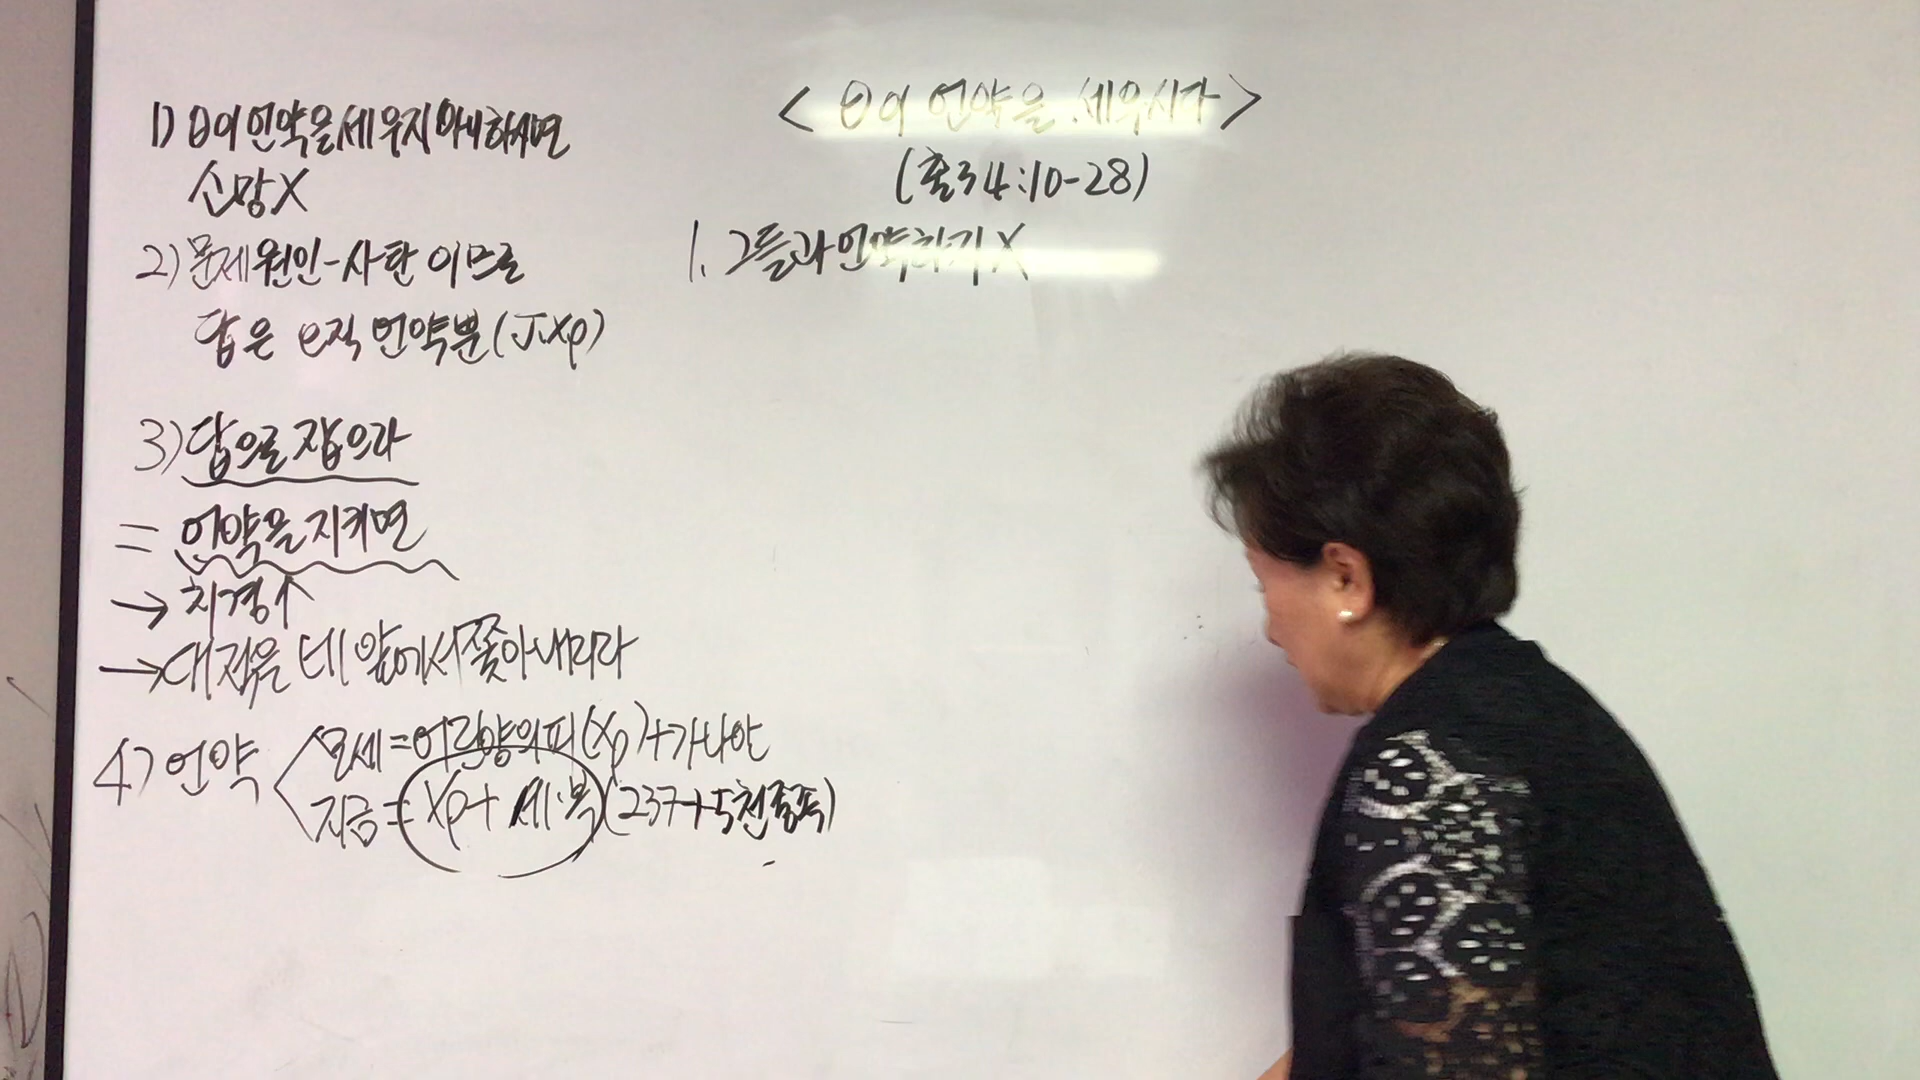 <θ이 언약을 세우시다>
(출34:10-28)
1) θ이 언약을 세우지 아니하시면
소망X
2) 문제원인-사탄 이므로
답은 오직 언약뿐(J.Xp)
3) 답으로 잡으라
= 언약을 지키면
→ 치경↑
→ 대적을 네 앞에서 쫓아내리라
4) 언약 < 모세=어린양의피(Xp)+가나안
지금=Xp+세.복(237+5천종족)
1. 그들과 언약하기X